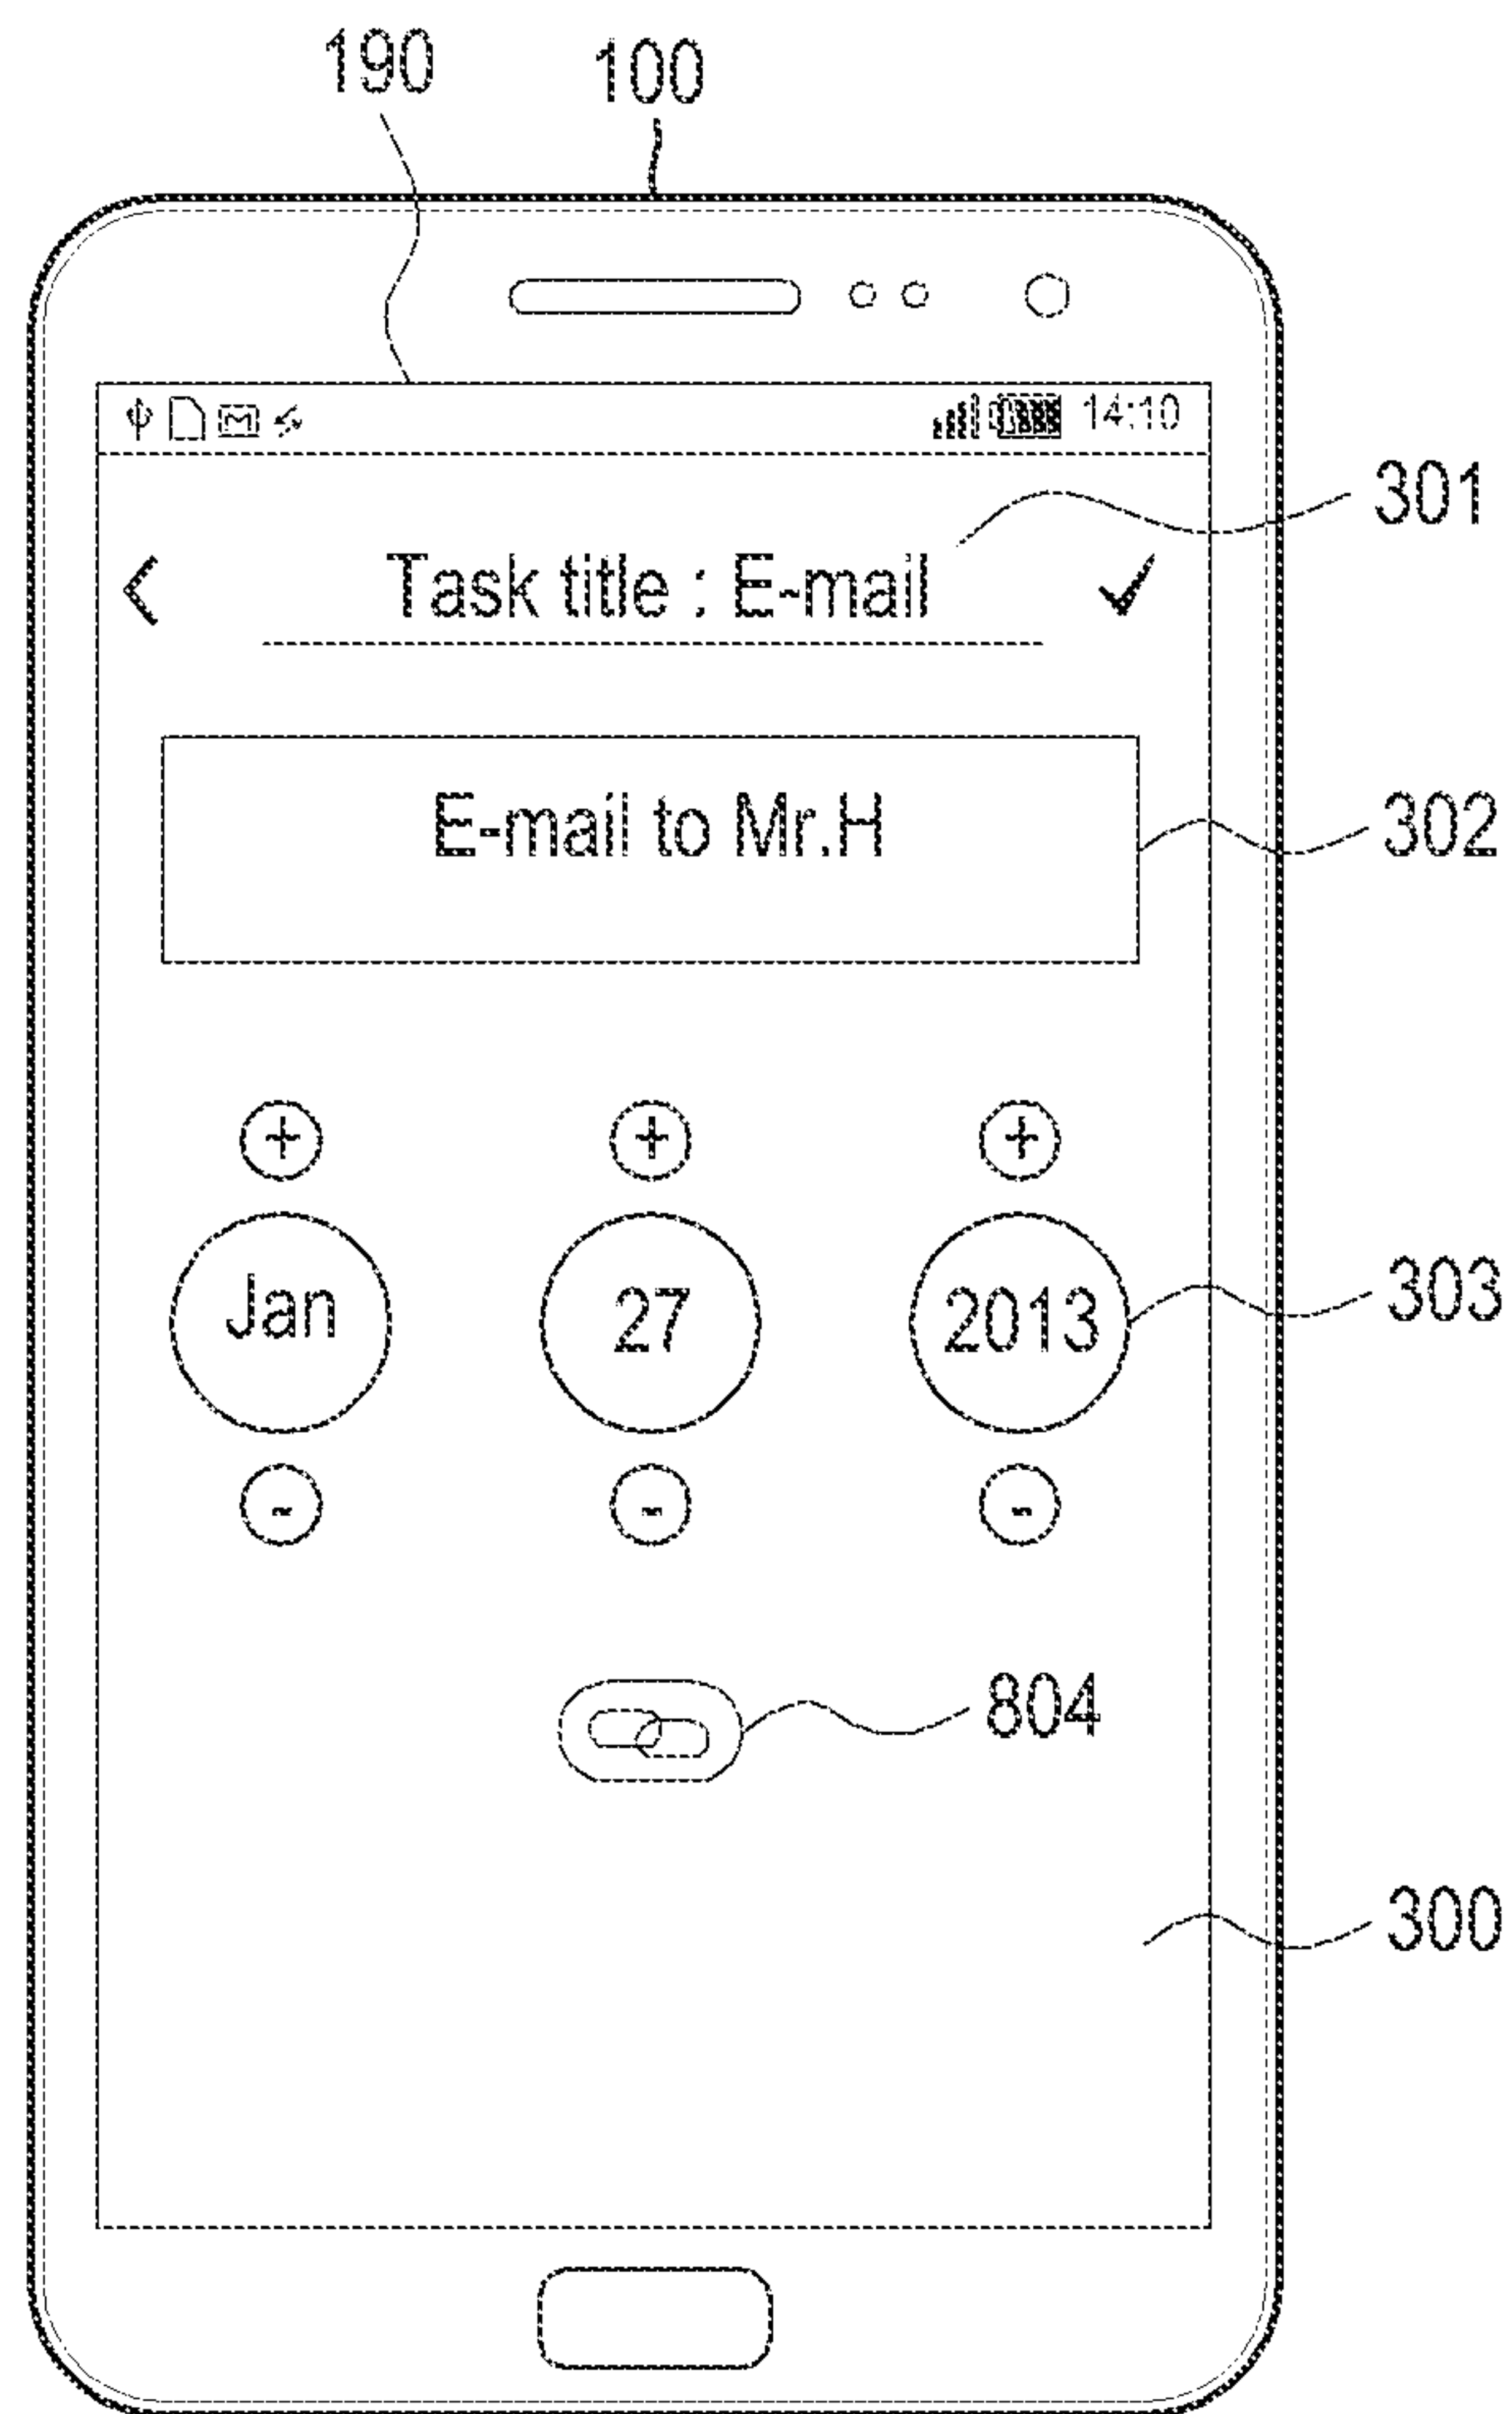 190 100
14:10
301
Task title : E-mail
E-mail to Mr.H
302
+ + +
Jan 27 2013
303
- - -
804
300